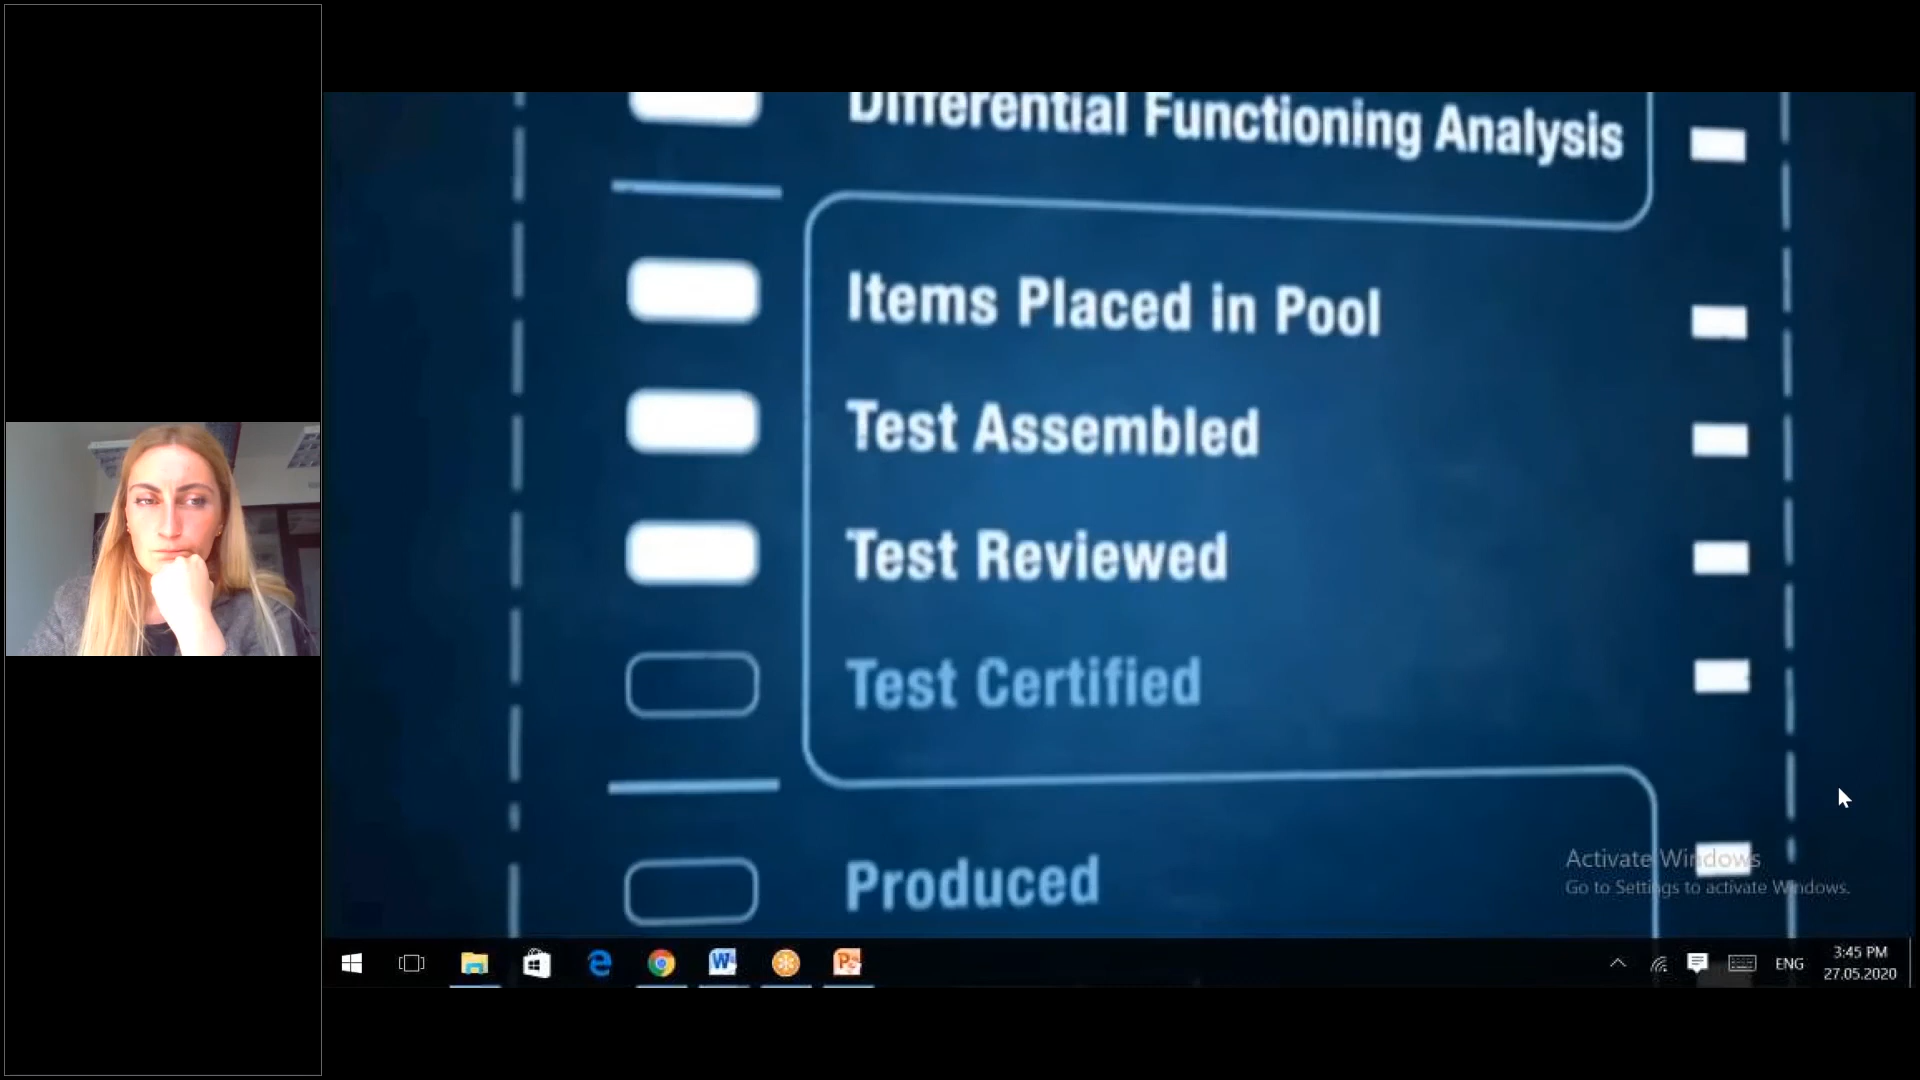 Differential Functioning Analysis
Items Placed in Pool
Test Assembled
Test Reviewed
Test Certified
Produced
Activate Windows
Go to Settings to activate Windows.
ENG
3:45 PM
27.05.2020